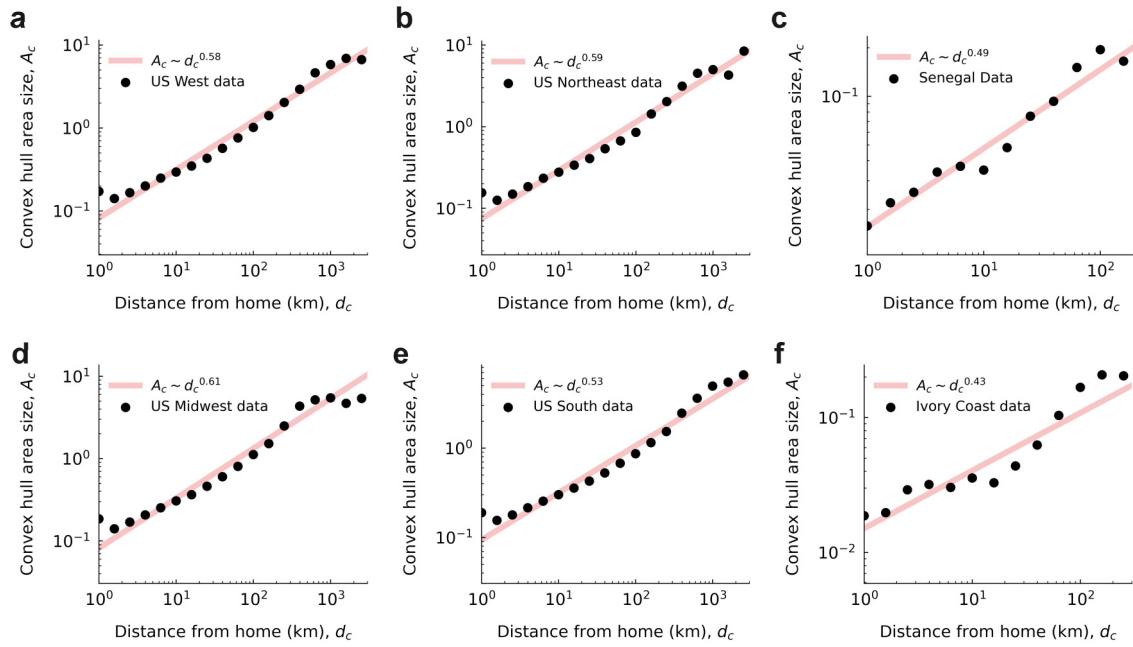 a
Convex hull area size, A_c
10^1
10^0
10^-1
A_c ~ d_c^0.58
US West data
10^0 10^1 10^2 10^3
Distance from home (km), d_c
b
Convex hull area size, A_c
10^1
10^0
10^-1
A_c ~ d_c^0.59
US Northeast data
10^0 10^1 10^2 10^3
Distance from home (km), d_c
c
Convex hull area size, A_c
10^-1
A_c ~ d_c^0.49
Senegal Data
10^0 10^1 10^2
Distance from home (km), d_c
d
Convex hull area size, A_c
10^1
10^0
10^-1
A_c ~ d_c^0.61
US Midwest data
10^0 10^1 10^2 10^3
Distance from home (km), d_c
e
Convex hull area size, A_c
10^0
10^-1
A_c ~ d_c^0.53
US South data
10^0 10^1 10^2 10^3
Distance from home (km), d_c
f
Convex hull area size, A_c
10^-1
10^-2
A_c ~ d_c^0.43
Ivory Coast data
10^0 10^1 10^2
Distance from home (km), d_c